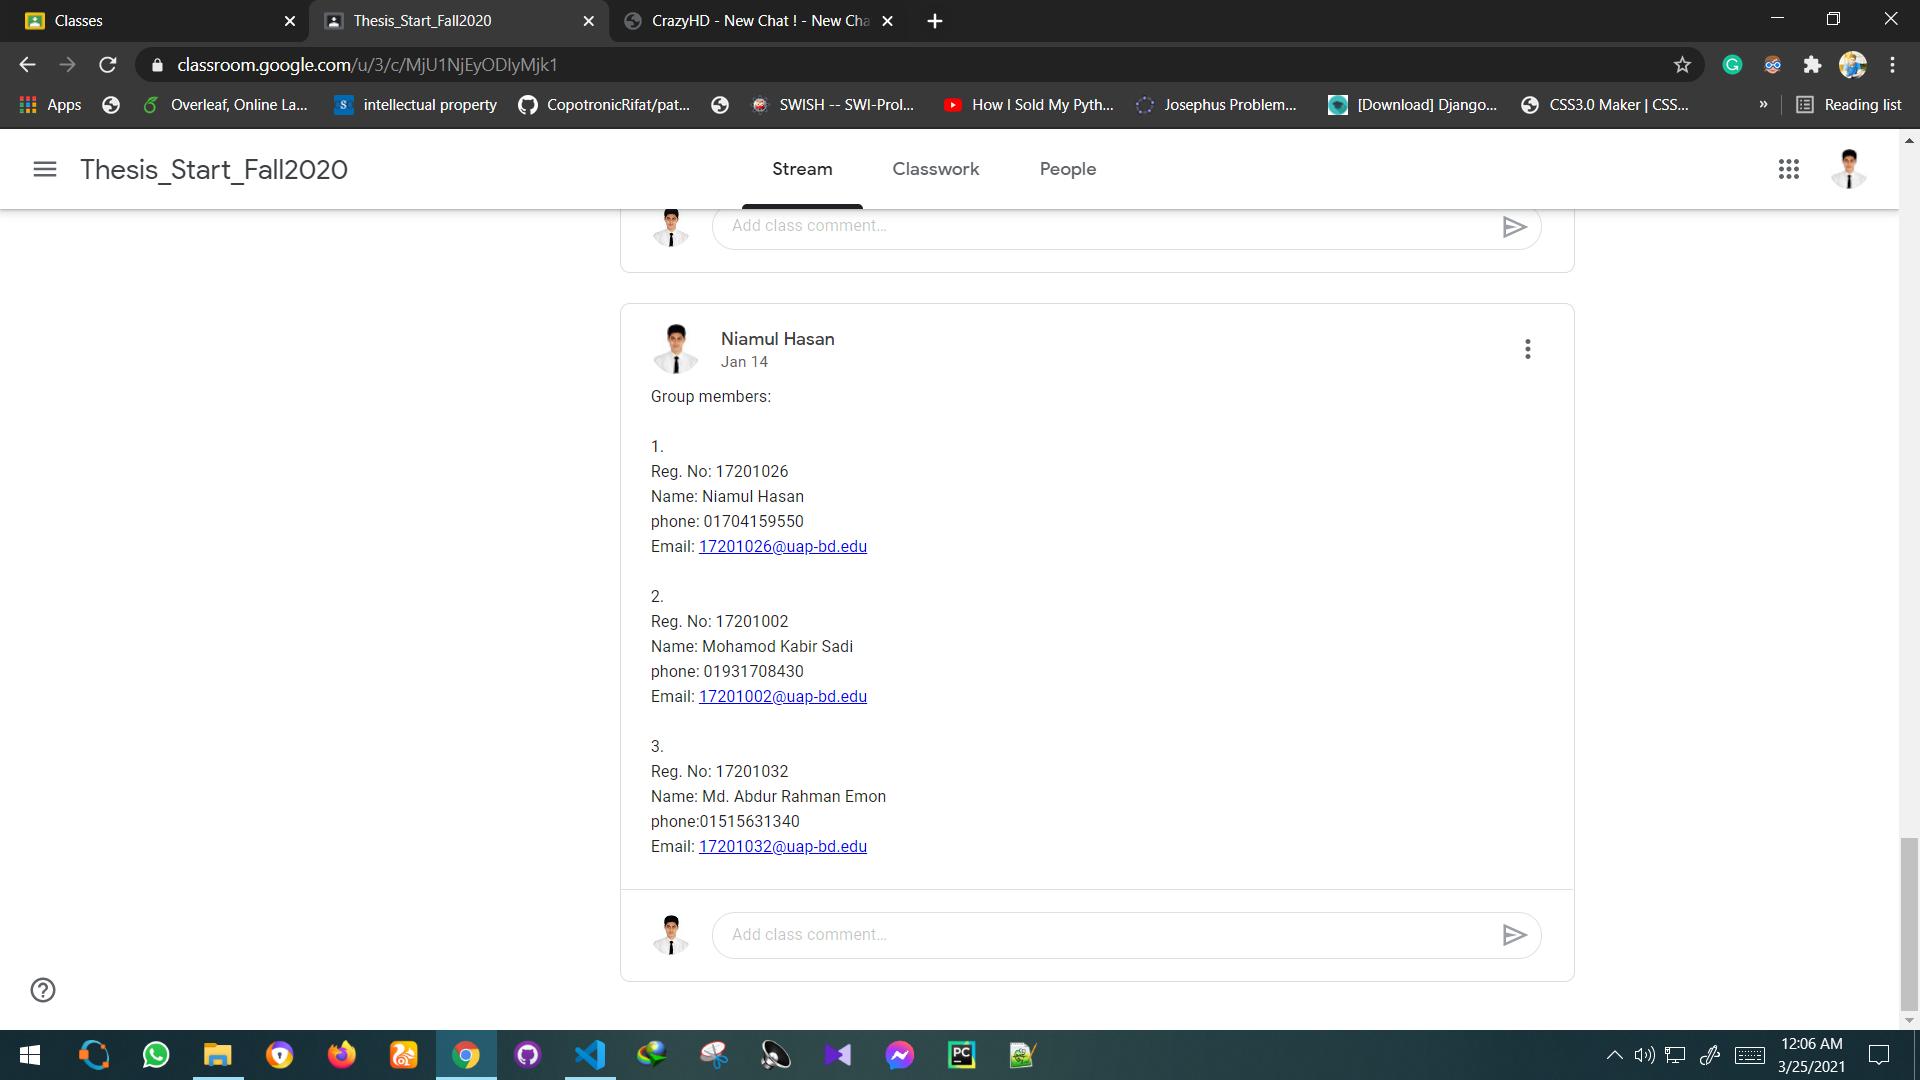 Classes
Thesis_Start_Fall2020
CrazyHD - New Chat ! - New Cha
classroom.google.com/u/3/c/MjU1NjEyODIyMjk1
Apps
Overleaf, Online La...
intellectual property
CopotronicRifat/pat...
SWISH -- SWI-Prol...
How I Sold My Pyth...
Josephus Problem...
[Download] Django...
CSS3.0 Maker | CSS...
»
Reading list
Thesis_Start_Fall2020
Stream
Classwork
People
Add class comment...
Niamul Hasan
Jan 14
Group members:
1.
Reg. No: 17201026
Name: Niamul Hasan
phone: 01704159550
Email: 17201026@uap-bd.edu
2.
Reg. No: 17201002
Name: Mohamod Kabir Sadi
phone: 01931708430
Email: 17201002@uap-bd.edu
3.
Reg. No: 17201032
Name: Md. Abdur Rahman Emon
phone:01515631340
Email: 17201032@uap-bd.edu
Add class comment...
12:06 AM
3/25/2021